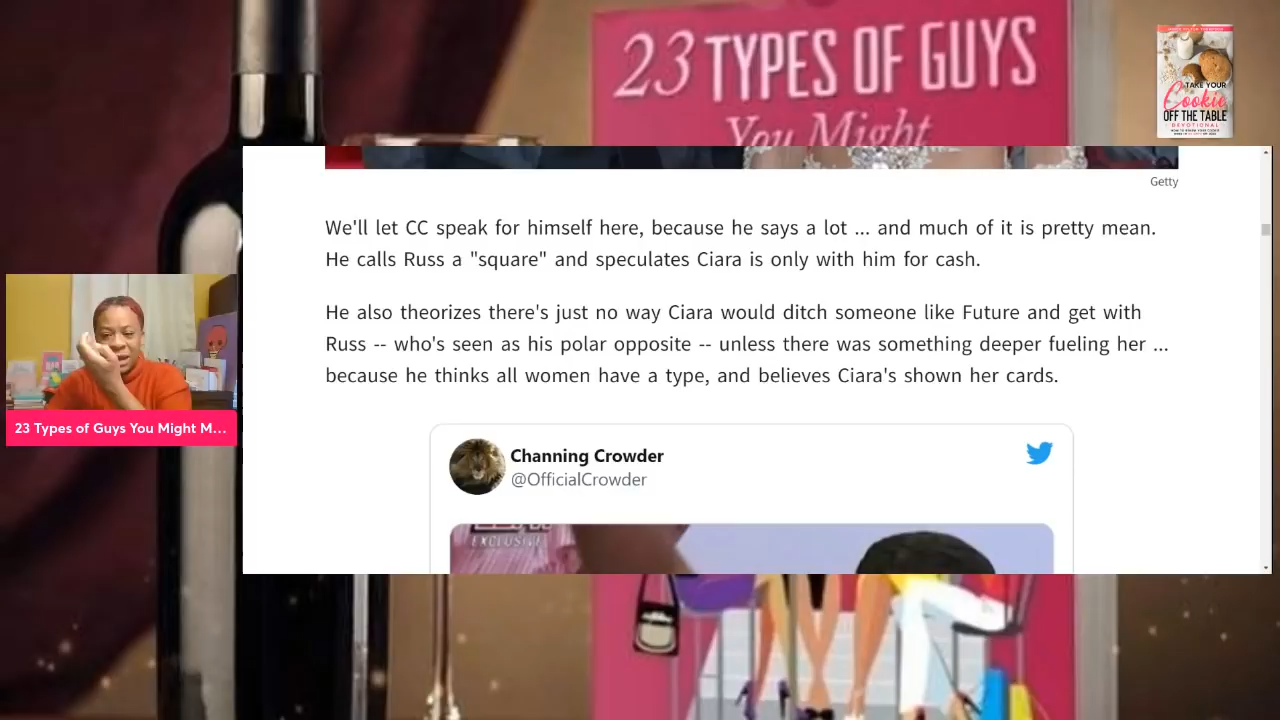 23 TYPES OF GUYS
You Might
TAKE YOUR
Cookie
OFF THE TABLE
DEVOTIONAL
Getty
We'll let CC speak for himself here, because he says a lot ... and much of it is pretty mean.
He calls Russ a "square" and speculates Ciara is only with him for cash.
He also theorizes there's just no way Ciara would ditch someone like Future and get with
Russ -- who's seen as his polar opposite -- unless there was something deeper fueling her ...
because he thinks all women have a type, and believes Ciara's shown her cards.
23 Types of Guys You Might M...
Channing Crowder
@OfficialCrowder
EXCLUSIVE